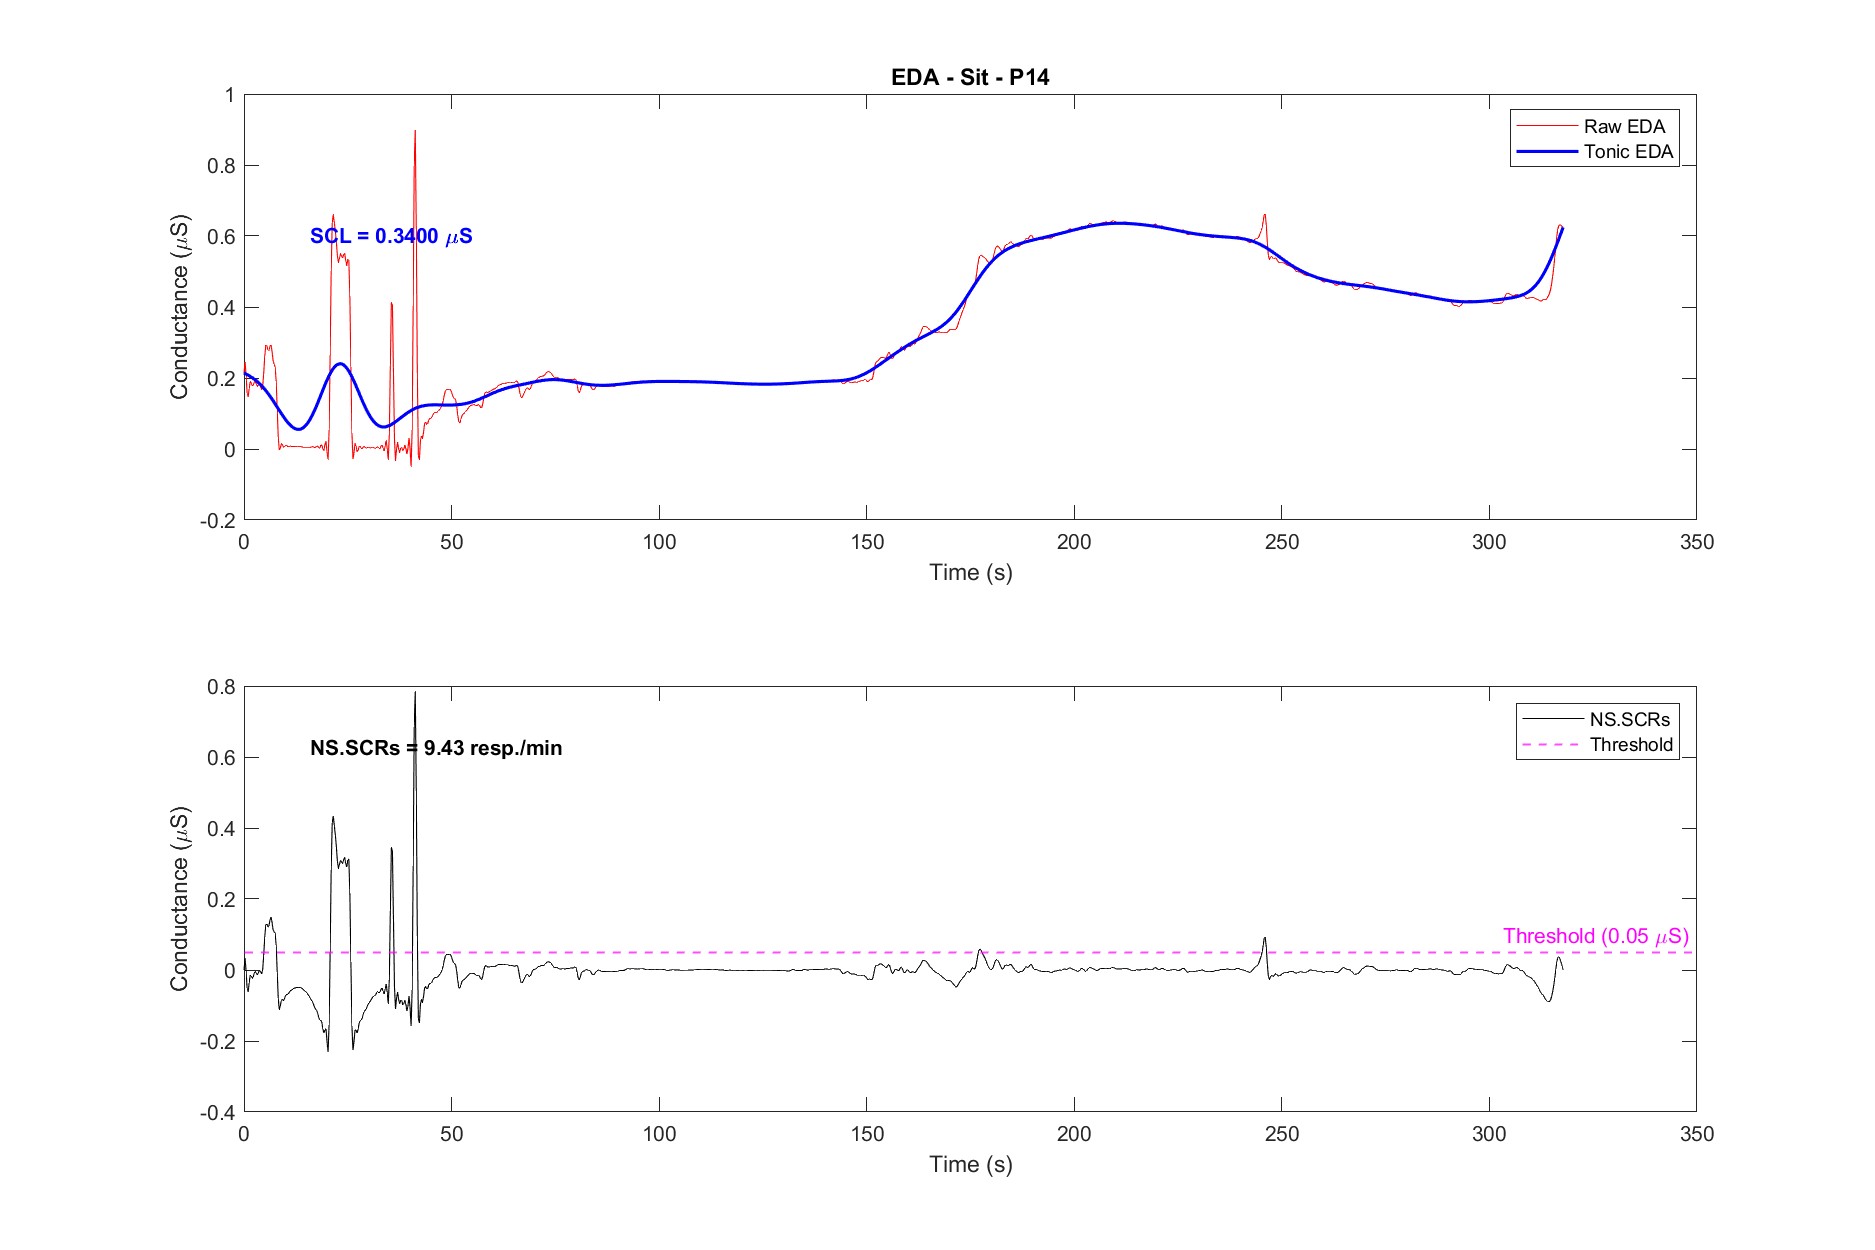 EDA - Sit - P14
Conductance (μS)
1
0.8
0.6
0.4
0.2
0
-0.2
SCL = 0.3400 μS
Raw EDA
Tonic EDA
0 50 100 150 200 250 300 350
Time (s)
Conductance (μS)
0.8
0.6
0.4
0.2
0
-0.2
-0.4
NS.SCRs = 9.43 resp./min
NS.SCRs
Threshold
Threshold (0.05 μS)
0 50 100 150 200 250 300 350
Time (s)